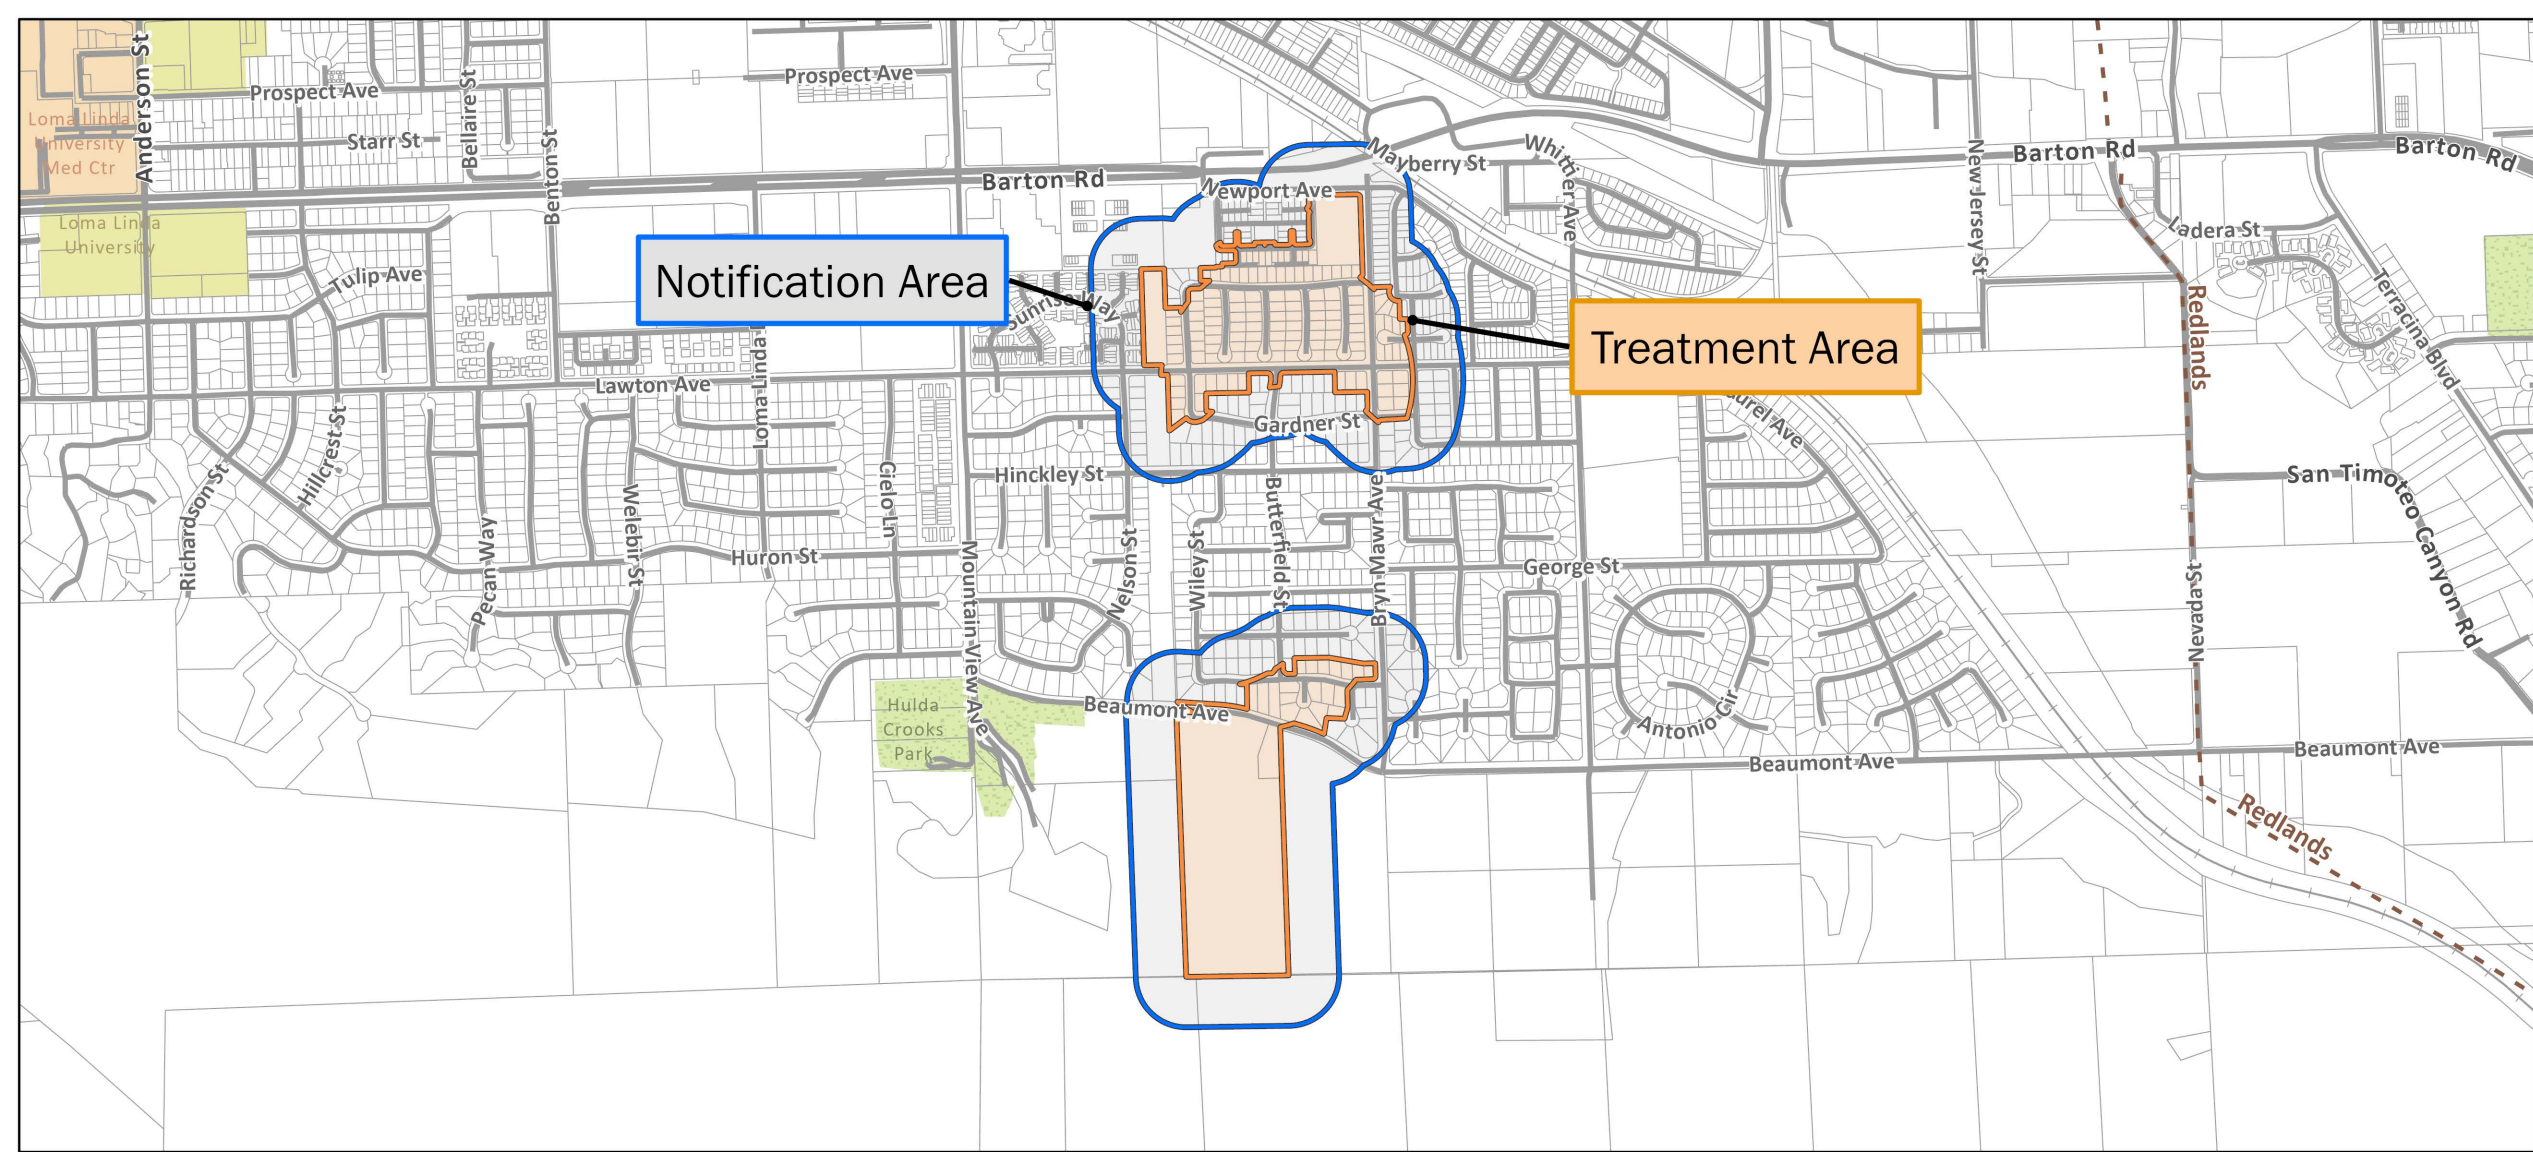 Anderson St
Prospect Ave
Bellaire St
Prospect Ave
Loma Linda
University
Med Ctr
Starr St
Benton St
Barton Rd
Newport Ave
Mayberry St
Whittier Ave
New Jersey St
Barton Rd
Barton Rd
Loma Linda
University
Tulip Ave
Notification Area
Sunrise Way
Treatment Area
Ladera St
Terracina Blvd
Redlands
Lawton Ave
Loma Linda
Gardner St
Laurel Ave
Richardson St
Hillcrest St
Pecan Way
Welebir St
Cielo Ln
Hinckley St
Huron St
Mountain View Ave
Nelson St
Wiley St
Butterfield St
Bryn Mawr Ave
George St
San Timoteo Canyon Rd
Nevada St
Hulda
Crooks
Park
Beaumont Ave
Antonio Cir
Beaumont Ave
Beaumont Ave
Redlands